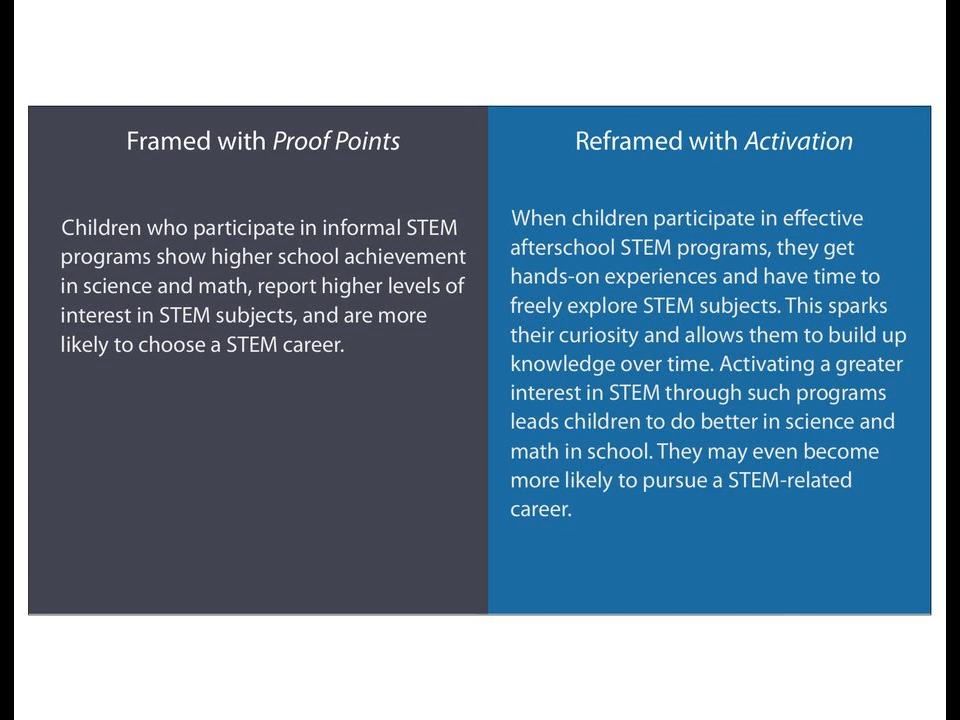 Framed with Proof Points
Children who participate in informal STEM
programs show higher school achievement
in science and math, report higher levels of
interest in STEM subjects, and are more
likely to choose a STEM career.
Reframed with Activation
When children participate in effective
afterschool STEM programs, they get
hands-on experiences and have time to
freely explore STEM subjects. This sparks
their curiosity and allows them to build up
knowledge over time. Activating a greater
interest in STEM through such programs
leads children to do better in science and
math in school. They may even become
more likely to pursue a STEM-related
career.